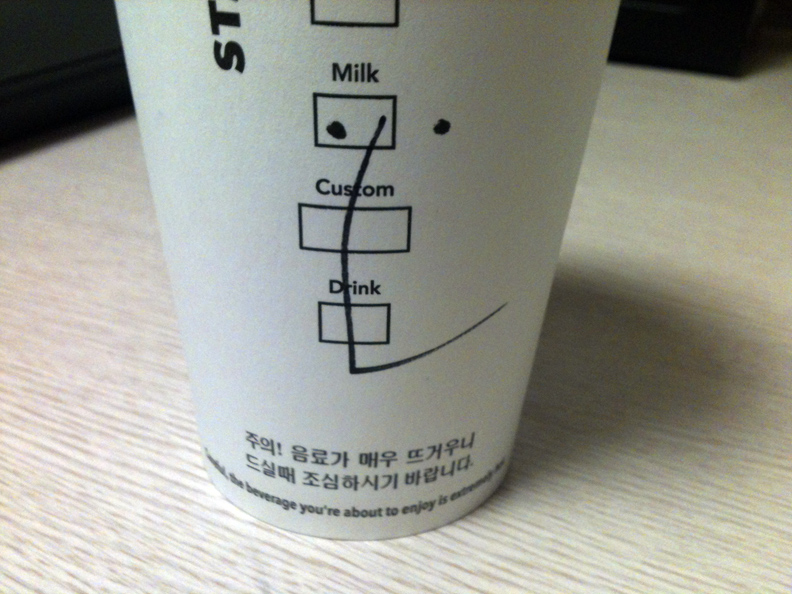 Milk
Custom
Drink
주의! 음료가 매우 뜨거우니
드실때 조심하시기 바랍니다.
the beverage you're about to enjoy is extremely